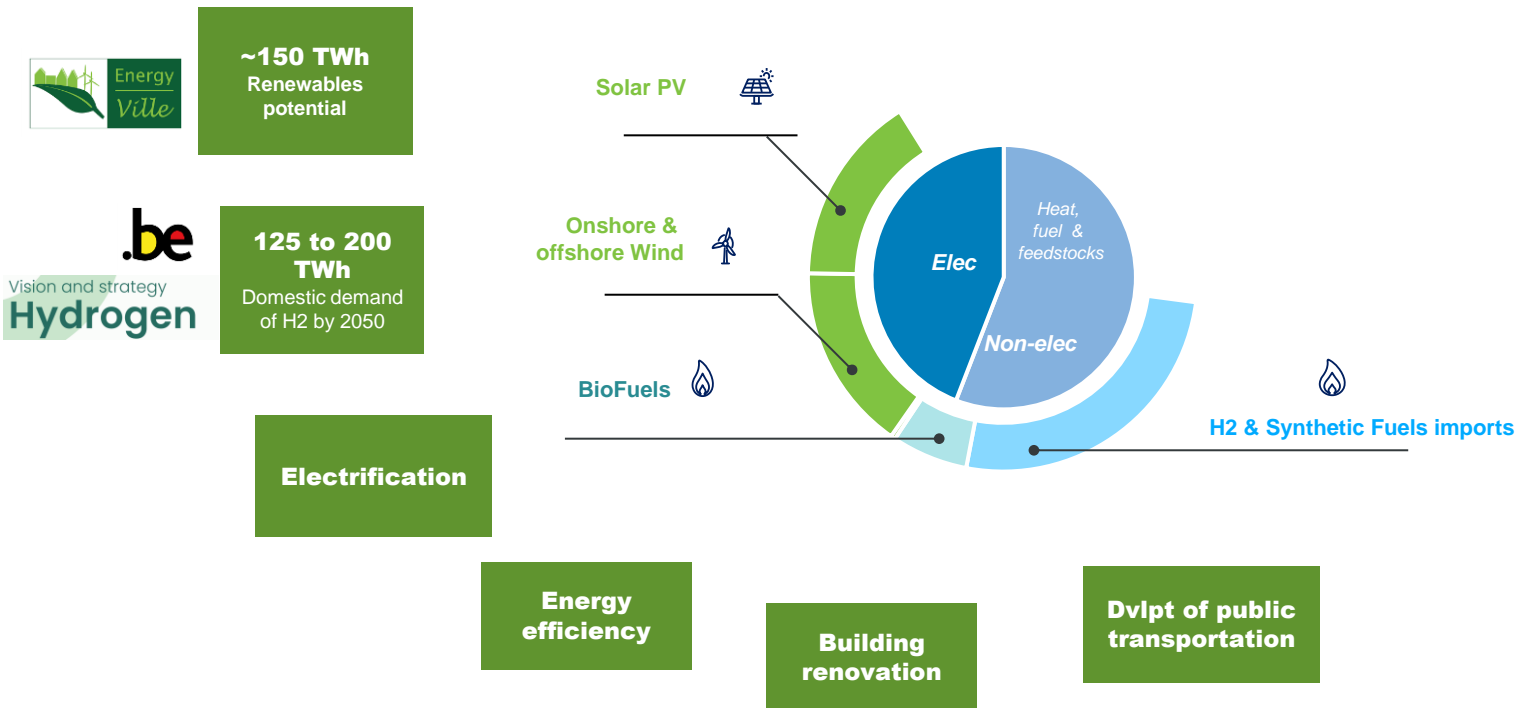 Energy
Ville
~150 TWh
Renewables
potential
.be
Vision and strategy
Hydrogen
125 to 200
TWh
Domestic demand
of H2 by 2050
Solar PV
Onshore &
offshore Wind
BioFuels
Elec
Heat,
fuel &
feedstocks
Non-elec
H2 & Synthetic Fuels imports
Electrification
Energy
efficiency
Building
renovation
Dvlpt of public
transportation